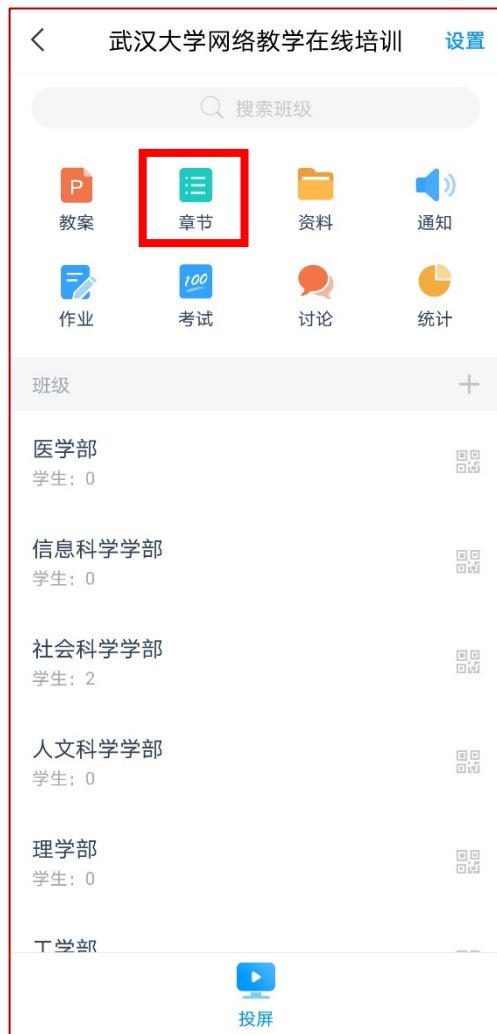 武汉大学网络教学在线培训 设置
搜索班级
P 100
教案 章节 资料 通知
作业 考试 讨论 统计
班级
医学部
学生：0
信息科学学部
学生：0
社会科学学部
学生：2
人文科学学部
学生：0
理学部
学生：0
工学部
投屏